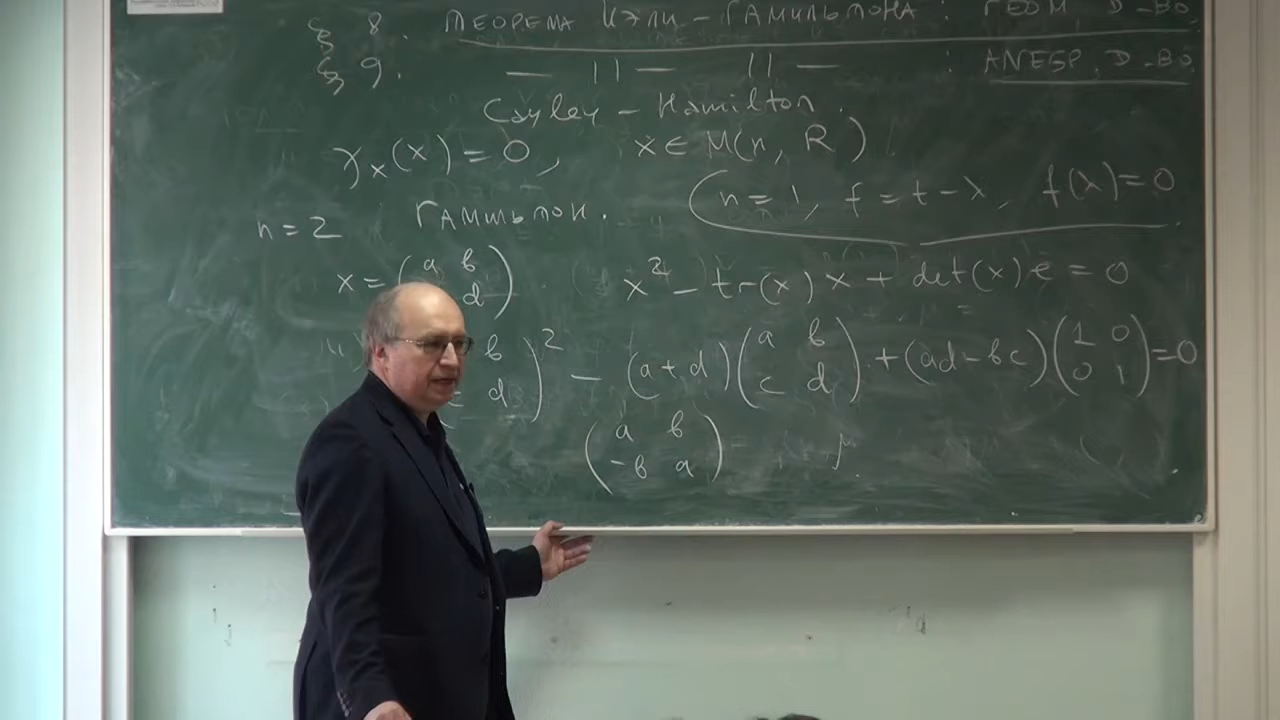 § 8. ТЕОРЕМА КЭЛИ – ГАМИЛЬТОНА : ГЕОМ. Д-ВО.
§ 9. — 11 — 11 — : АЛГЕБР. Д-ВО
Cayley – Hamilton.
χ_x(x) = 0, x ∈ M(n, R)
(n = 1, f = t – λ, f(λ) = 0
n = 2 ГАМИЛЬТОН.
x = (a b d) x² – tr(x) x + det(x) e = 0
b d)² – (a + d)(a b c d) + (ad – bc)(1 0 0 1) = 0
(a b -b a)